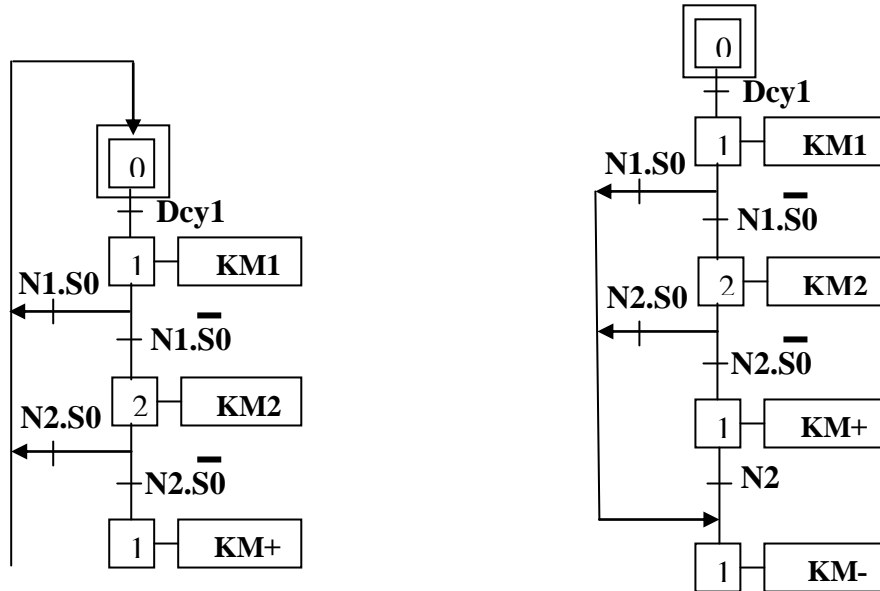 0
Dcy1
1 KM1
N1.S0
N1.S̅0̅
2 KM2
N2.S0
N2.S̅0̅
1 KM+
0
Dcy1
1 KM1
N1.S0
N1.S̅0̅
2 KM2
N2.S0
N2.S̅0̅
1 KM+
N2
1 KM-